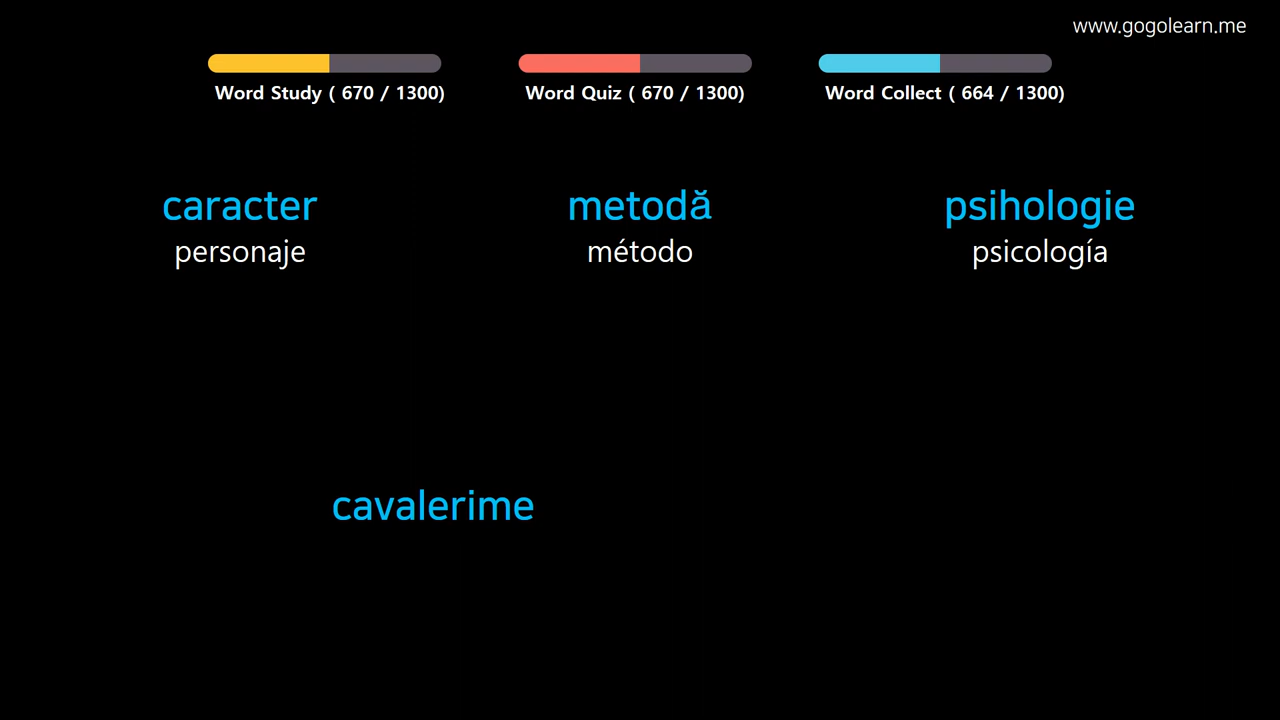 www.gogolearn.me
Word Study ( 670 / 1300)
Word Quiz ( 670 / 1300)
Word Collect ( 664 / 1300)
caracter
personaje
metodă
método
psihologie
psicología
cavalerime